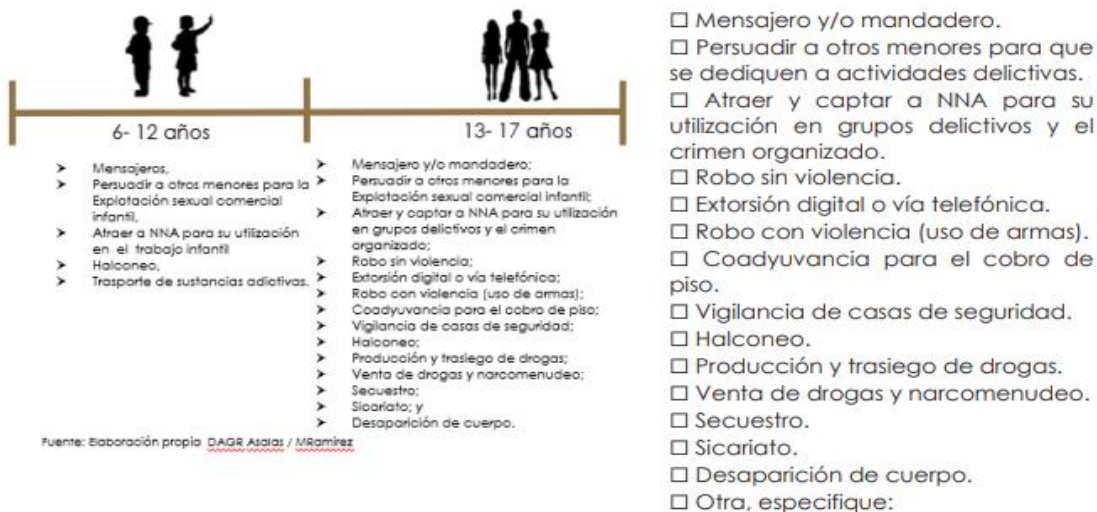 6- 12 años
➤ Mensajeros,
➤ Persuadir a otros menores para la
Explotación sexual comercial
infantil,
➤ Atraer a NNA para su utilización
en el trabajo infantil
➤ Halconeo,
➤ Trasporte de sustancias adictivas.
13- 17 años
➤ Mensajero y/o mandadero;
➤ Persuadir a otros menores para la
Explotación sexual comercial infantil;
➤ Atraer y captar a NNA para su utilización
en grupos delictivos y el crimen
organizado;
➤ Robo sin violencia;
➤ Extorsión digital o vía telefónica;
➤ Robo con violencia (uso de armas);
➤ Coadyuvancia para el cobro de piso;
➤ Vigilancia de casas de seguridad;
➤ Halconeo;
➤ Producción y trasiego de drogas;
➤ Venta de drogas y narcomenudeo;
➤ Secuestro;
➤ Sicariato; y
➤ Desaparición de cuerpo.
Fuente: Elaboración propia DAGR Asalas / MRamírez
☐ Mensajero y/o mandadero.
☐ Persuadir a otros menores para que
se dediquen a actividades delictivas.
☐ Atraer y captar a NNA para su
utilización en grupos delictivos y el
crimen organizado.
☐ Robo sin violencia.
☐ Extorsión digital o vía telefónica.
☐ Robo con violencia (uso de armas).
☐ Coadyuvancia para el cobro de
piso.
☐ Vigilancia de casas de seguridad.
☐ Halconeo.
☐ Producción y trasiego de drogas.
☐ Venta de drogas y narcomenudeo.
☐ Secuestro.
☐ Sicariato.
☐ Desaparición de cuerpo.
☐ Otra, especifique: